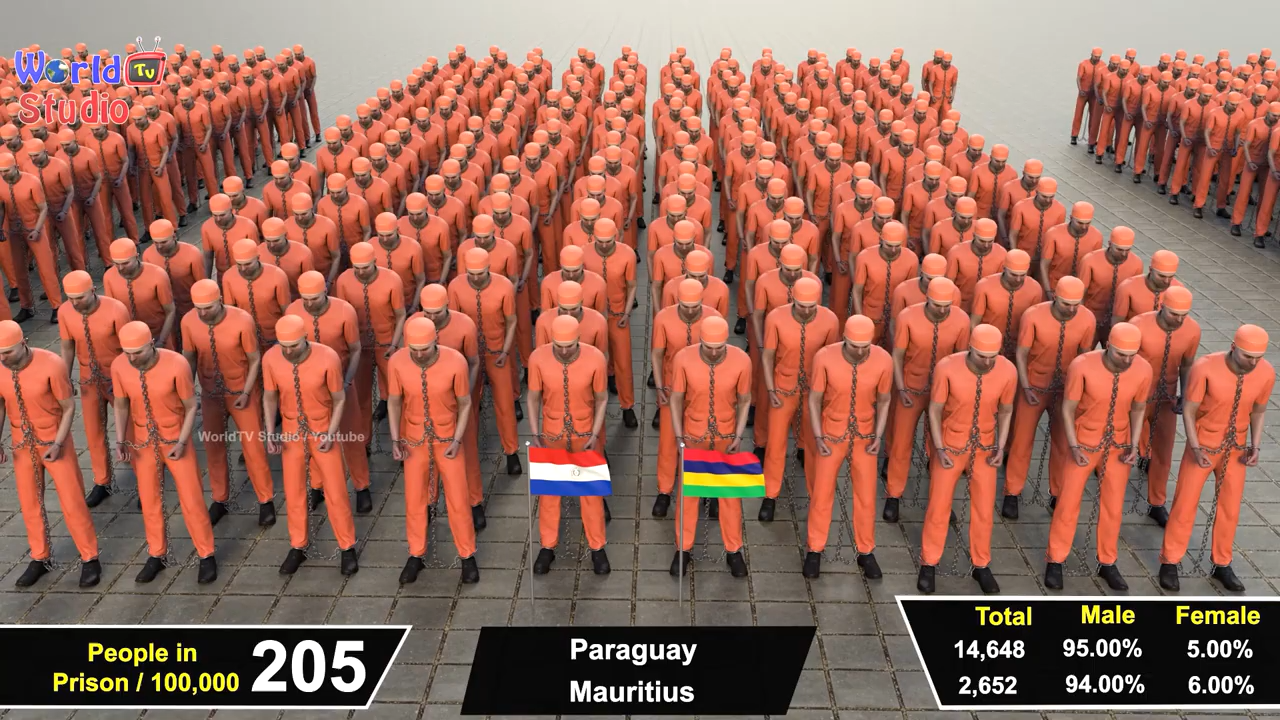 World
Tv
Studio
WorldTV Studio / Youtube
People in
Prison / 100,000
205
Paraguay
Mauritius
Total Male Female
14,648 95.00% 5.00%
2,652 94.00% 6.00%